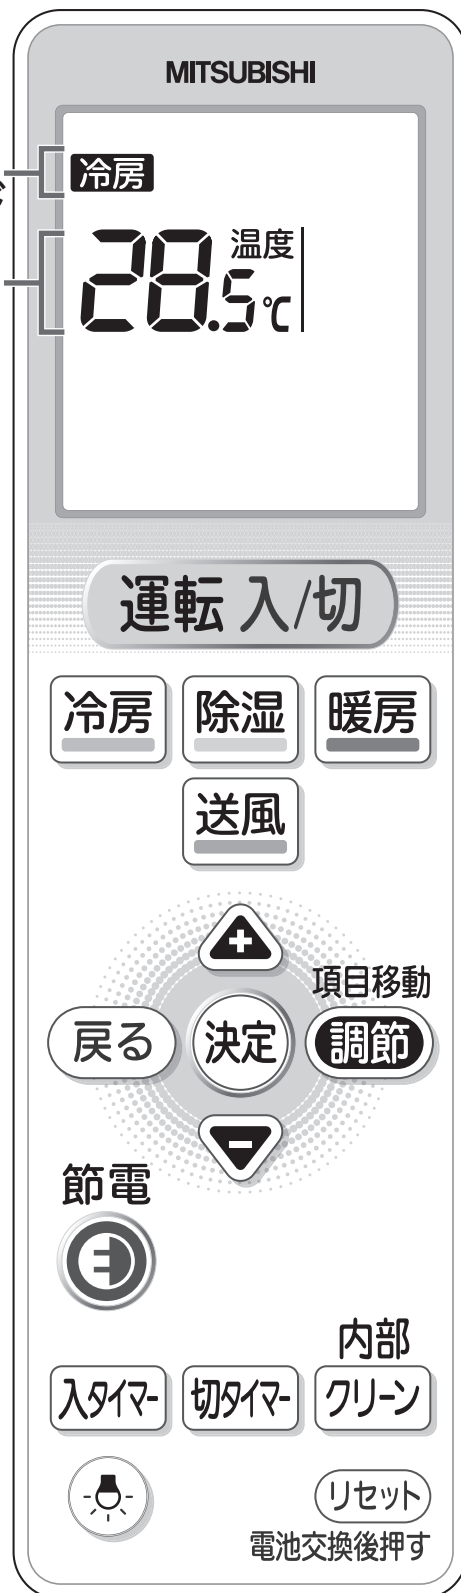 MITSUBISHI
冷房
温度
28.5℃
運転 入/切
冷房 除湿 暖房
送風
+
項目移動
戻る 決定 調節
-
節電
内部
入タイマー 切タイマー クリーン
リセット
電池交換後押す